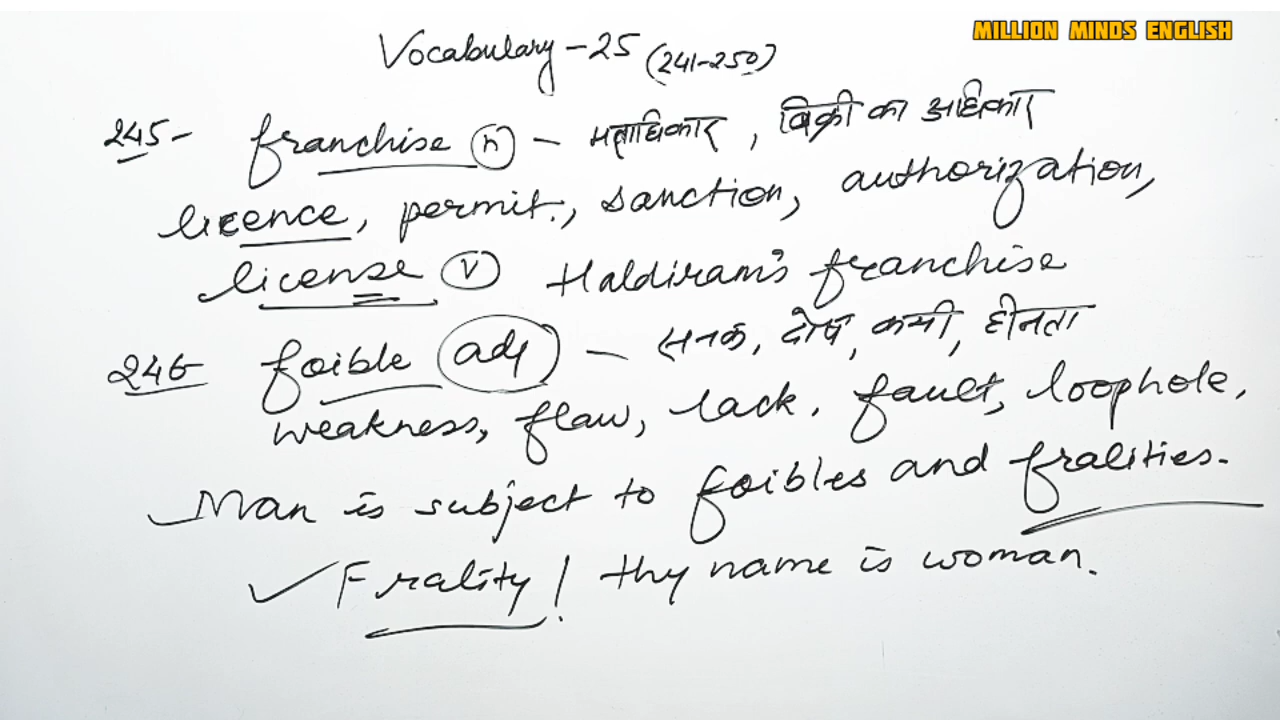 MILLION MINDS ENGLISH
Vocabulary - 25 (241-250)
245- franchise (n) - मताधिकार, बिक्री का अधिकार
licence, permit, sanction, authorization,
license (v) Haldiram's franchise
246 foible (adj) - सनक, दोष, कमी, हीनता
weakness, flaw, lack, fault, loophole,
Man is subject to foibles and fralities.
Frality! thy name is woman.